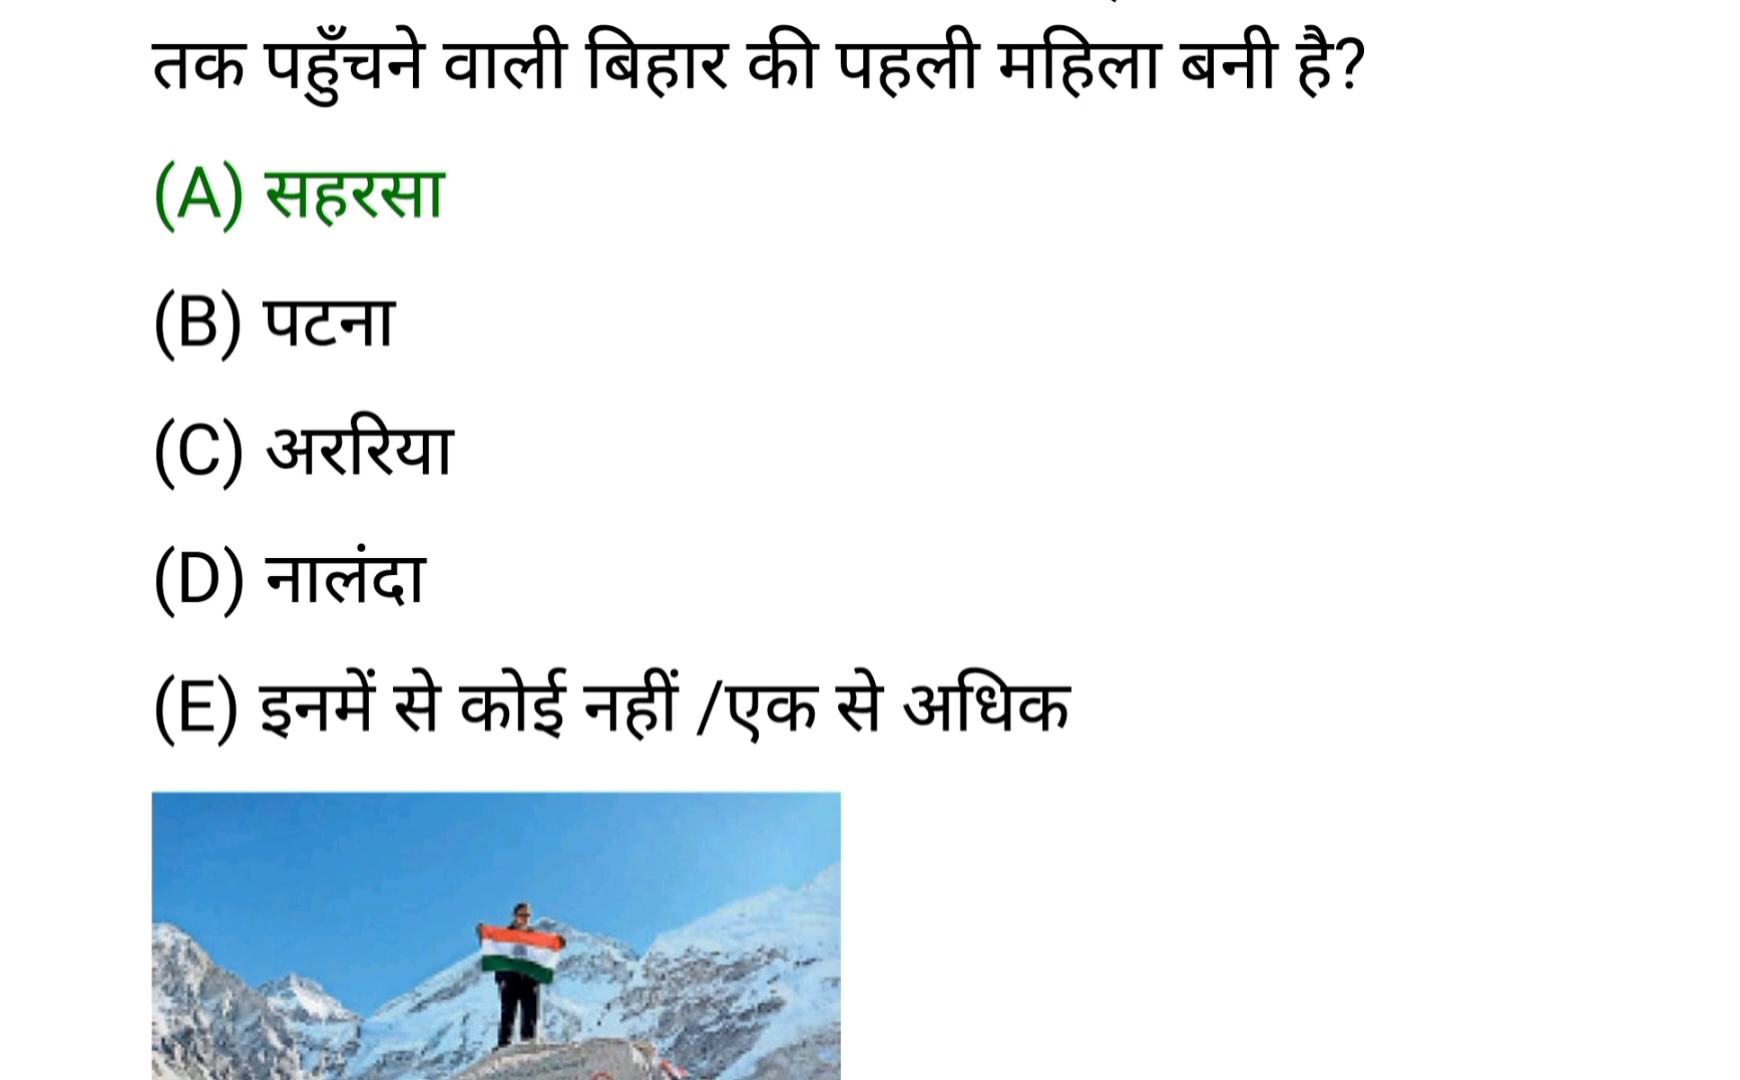 तक पहुँचने वाली बिहार की पहली महिला बनी है?
(A) सहरसा
(B) पटना
(C) अररिया
(D) नालंदा
(E) इनमें से कोई नहीं /एक से अधिक